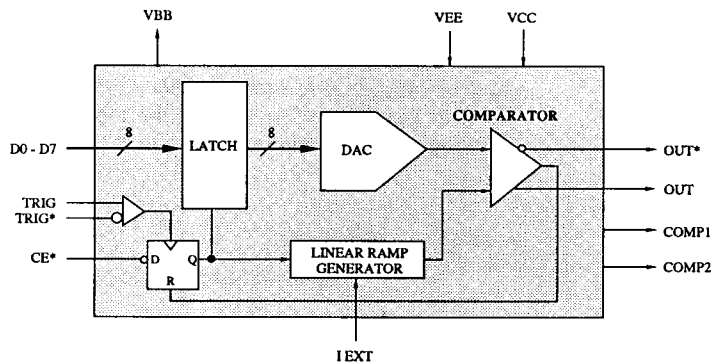 VBB
VEE
VCC
COMPARATOR
8
8
D0 - D7
LATCH
DAC
OUT*
TRIG
TRIG*
OUT
COMP1
CE*
D
Q
R
LINEAR RAMP
GENERATOR
COMP2
I EXT